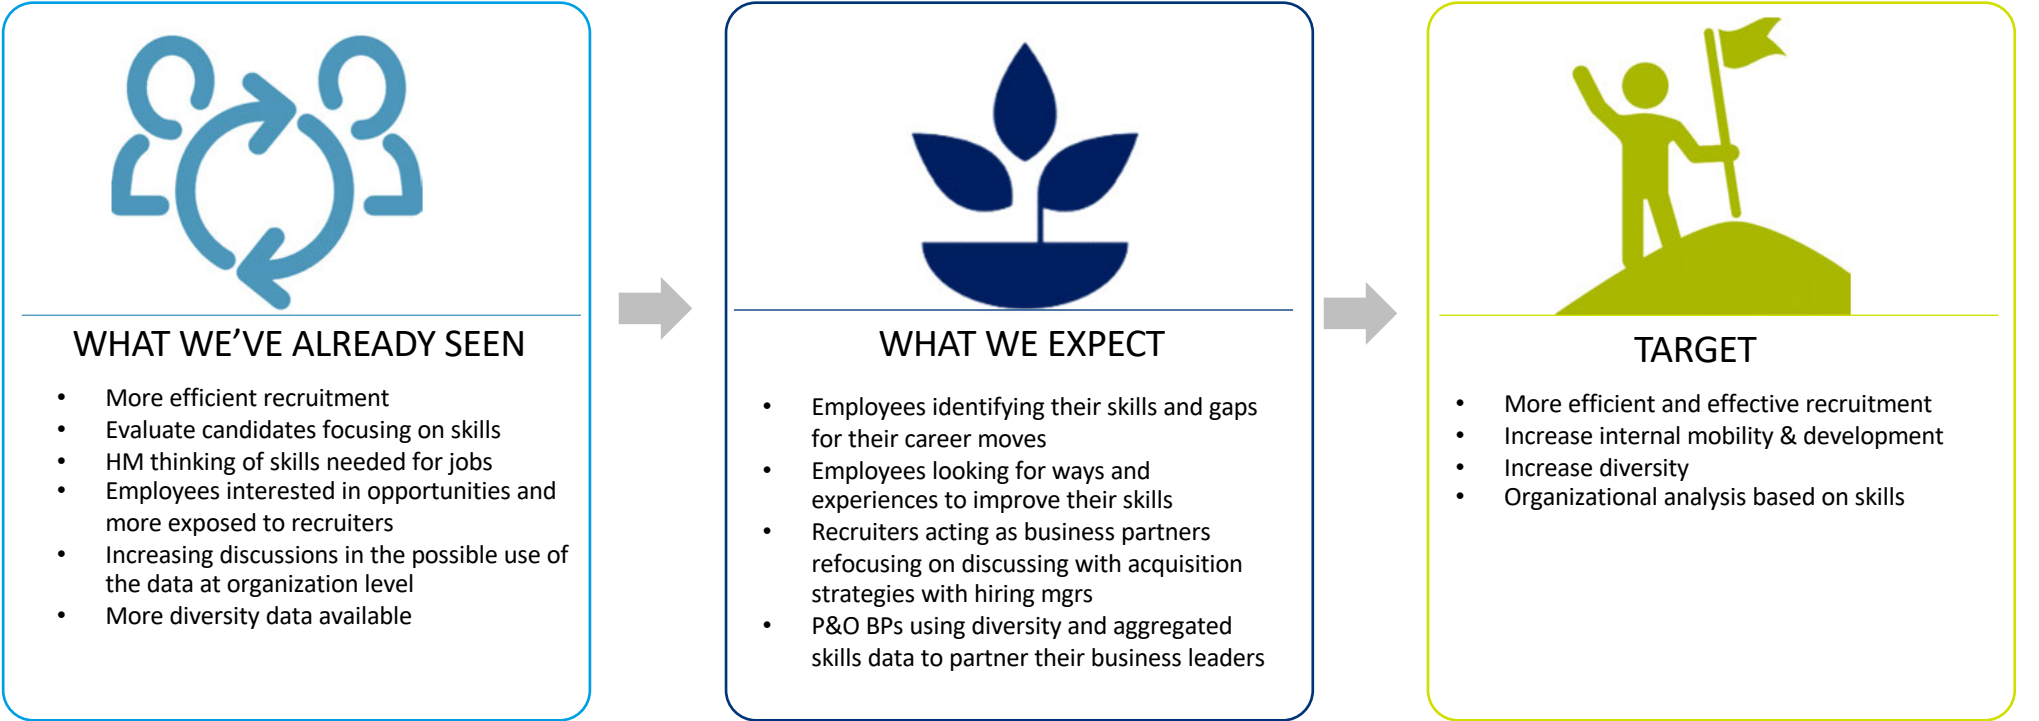 WHAT WE’VE ALREADY SEEN
• More efficient recruitment
• Evaluate candidates focusing on skills
• HM thinking of skills needed for jobs
• Employees interested in opportunities and
more exposed to recruiters
• Increasing discussions in the possible use of
the data at organization level
• More diversity data available
WHAT WE EXPECT
• Employees identifying their skills and gaps
for their career moves
• Employees looking for ways and
experiences to improve their skills
• Recruiters acting as business partners
refocusing on discussing with acquisition
strategies with hiring mgrs
• P&O BPs using diversity and aggregated
skills data to partner their business leaders
TARGET
• More efficient and effective recruitment
• Increase internal mobility & development
• Increase diversity
• Organizational analysis based on skills